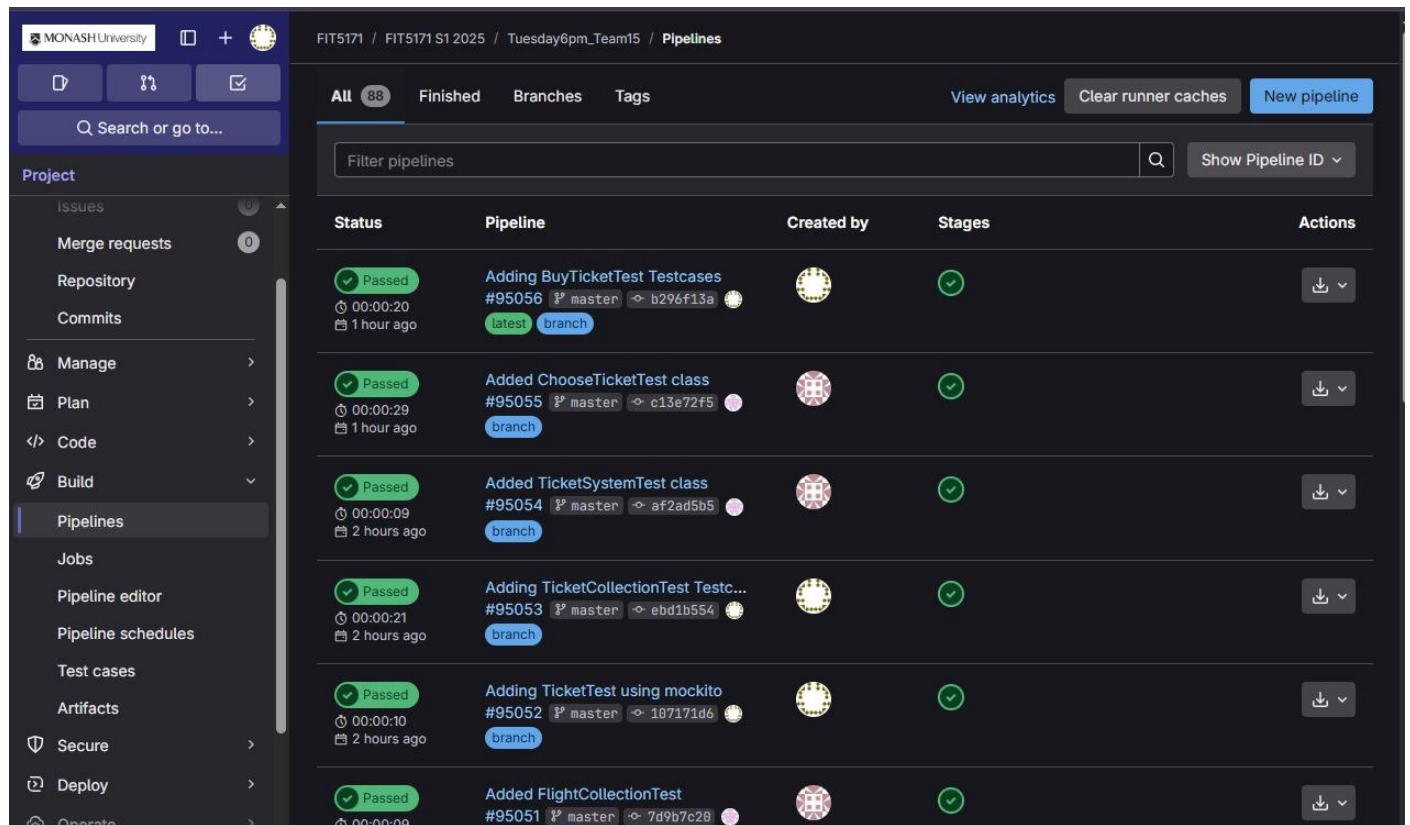 MONASH University
Search or go to...
Project
Issues 0
Merge requests 0
Repository
Commits
Manage
Plan
Code
Build
Pipelines
Jobs
Pipeline editor
Pipeline schedules
Test cases
Artifacts
Secure
Deploy
Operate
FIT5171 / FIT5171 S1 2025 / Tuesday6pm_Team15 / Pipelines
All 88 Finished Branches Tags View analytics Clear runner caches New pipeline
Filter pipelines Show Pipeline ID
Status Pipeline Created by Stages Actions
Passed Adding BuyTicketTest Testcases
00:00:20 #95056 master b296f13a
1 hour ago latest branch
Passed Added ChooseTicketTest class
00:00:29 #95055 master c13e72f5
1 hour ago branch
Passed Added TicketSystemTest class
00:00:09 #95054 master af2ad5b5
2 hours ago branch
Passed Adding TicketCollectionTest Testc...
00:00:21 #95053 master ebd1b554
2 hours ago branch
Passed Adding TicketTest using mockito
00:00:10 #95052 master 107171d6
2 hours ago branch
Passed Added FlightCollectionTest
00:00:09 #95051 master 7d9b7c20